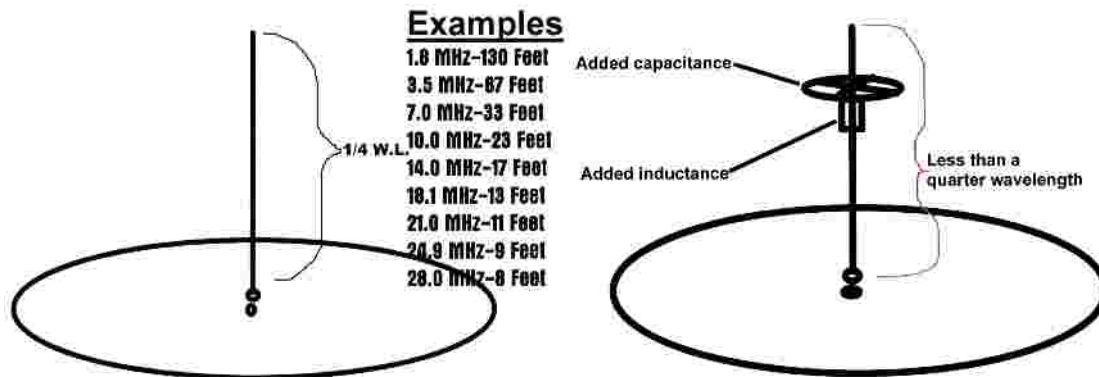 Examples
1.8 MHz-130 Feet
3.5 MHz-67 Feet
7.0 MHz-33 Feet
10.0 MHz-23 Feet
14.0 MHz-17 Feet
18.1 MHz-13 Feet
21.0 MHz-11 Feet
24.9 MHz-9 Feet
28.0 MHz-8 Feet
1/4 W.L.
Added capacitance
Added inductance
Less than a
quarter wavelength